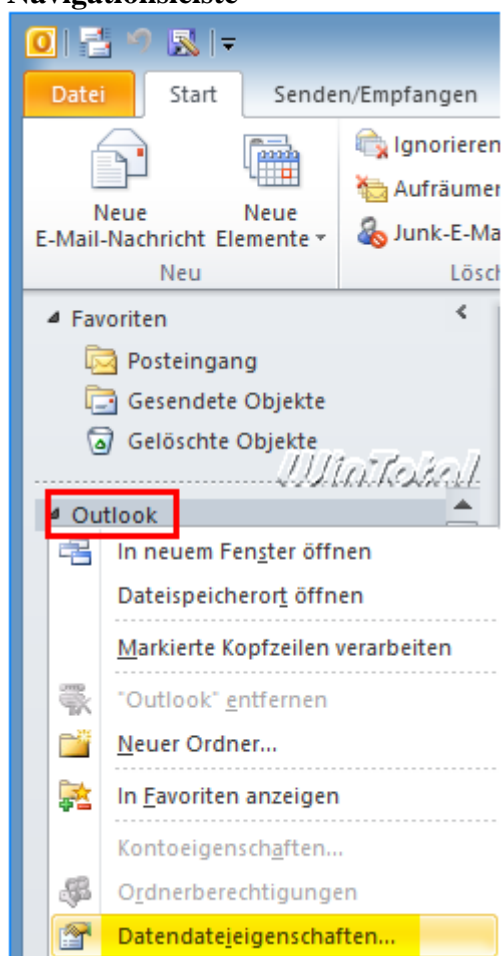 Navigationsleiste
Datei Start Senden/Empfangen
Neue
E-Mail-Nachricht
Neue
Elemente
Ignorieren
Aufräumen
Junk-E-Ma
Neu
Lösch
Favoriten
Posteingang
Gesendete Objekte
Gelöschte Objekte
WinTotal
Outlook
In neuem Fenster öffnen
Dateispeicherort öffnen
Markierte Kopfzeilen verarbeiten
"Outlook" entfernen
Neuer Ordner...
In Favoriten anzeigen
Kontoeigenschaften...
Ordnerberechtigungen
Datendateieigenschaften...